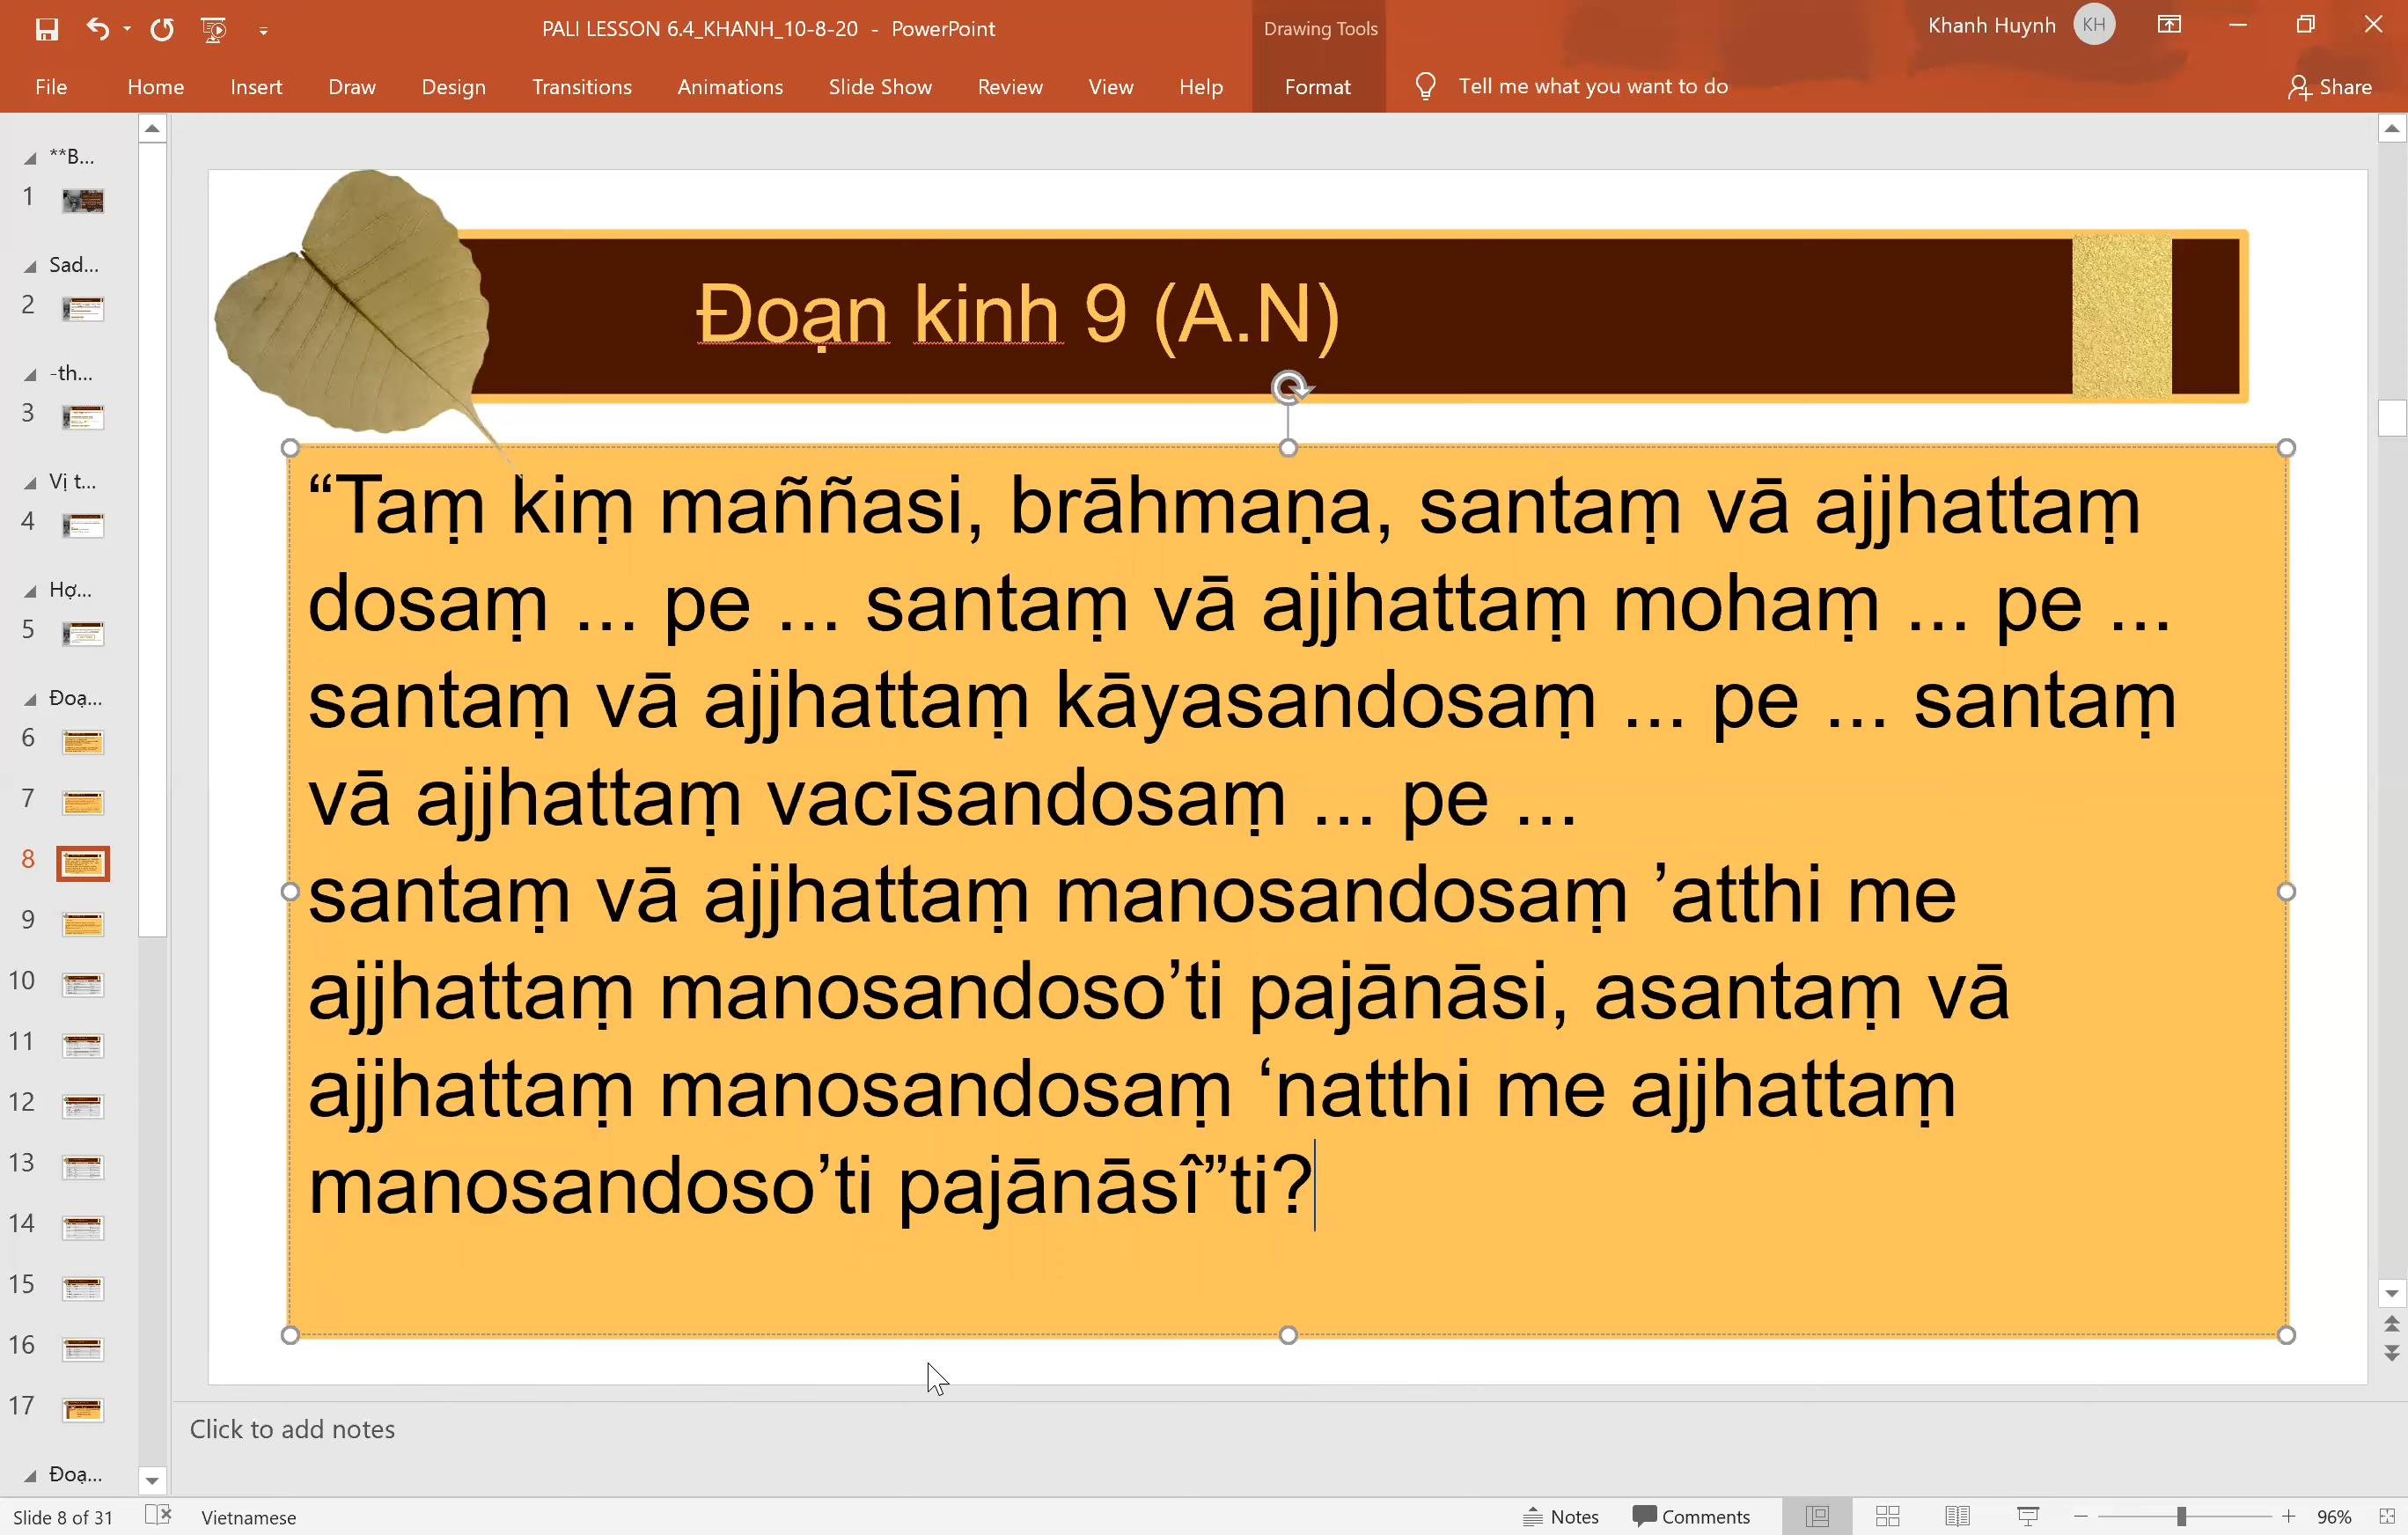 PALI LESSON 6.4_KHANH_10-8-20 - PowerPoint
Drawing Tools
Khanh Huynh
KH
File Home Insert Draw Design Transitions Animations Slide Show Review View Help Format Tell me what you want to do Share
**B...
1
Sad...
2
-th...
3
Vị t...
4
Hợ...
5
Đoạ...
6
7
8
9
10
11
12
13
14
15
16
17
Đoạ...
Đoạn kinh 9 (A.N)
“Taṃ kiṃ maññasi, brāhmaṇa, santaṃ vā ajjhattaṃ
dosaṃ ... pe ... santaṃ vā ajjhattaṃ mohaṃ ... pe ...
santaṃ vā ajjhattaṃ kāyasandosaṃ ... pe ... santaṃ
vā ajjhattaṃ vacīsandosaṃ ... pe ...
santaṃ vā ajjhattaṃ manosandosaṃ ’atthi me
ajjhattaṃ manosandoso’ti pajānāsi, asantaṃ vā
ajjhattaṃ manosandosaṃ ‘natthi me ajjhattaṃ
manosandoso’ti pajānāsî”ti?
Click to add notes
Slide 8 of 31 Vietnamese Notes Comments 96%